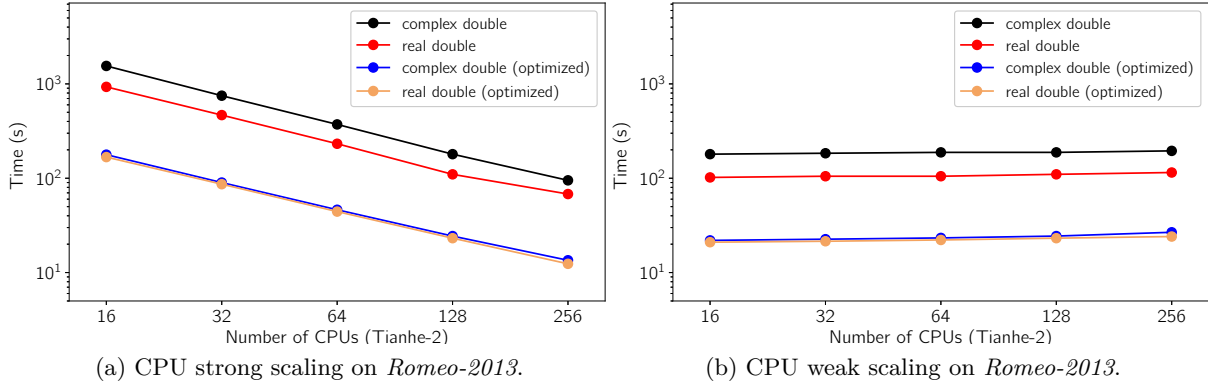 complex double
real double
complex double (optimized)
real double (optimized)
10³
10²
10¹
Time (s)
16 32 64 128 256
Number of CPUs (Tianhe-2)
(a) CPU strong scaling on Romeo-2013.
complex double
real double
complex double (optimized)
real double (optimized)
10³
10²
10¹
Time (s)
16 32 64 128 256
Number of CPUs (Tianhe-2)
(b) CPU weak scaling on Romeo-2013.